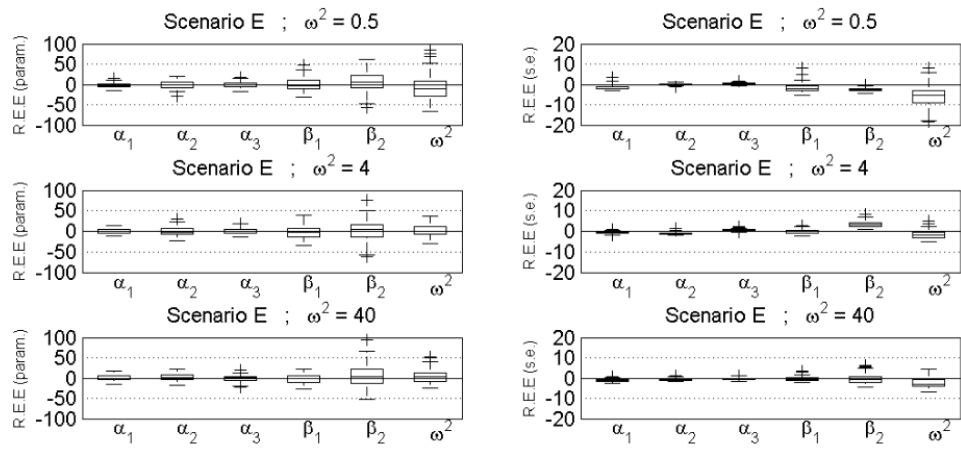 Scenario E ; ω² = 0.5
R.E.E (param.)
100
50
0
-50
-100
α₁ α₂ α₃ β₁ β₂ ω²
Scenario E ; ω² = 0.5
R.E.E (s.e.)
20
10
0
-10
-20
α₁ α₂ α₃ β₁ β₂ ω²
Scenario E ; ω² = 4
R.E.E (param.)
100
50
0
-50
-100
α₁ α₂ α₃ β₁ β₂ ω²
Scenario E ; ω² = 4
R.E.E (s.e.)
20
10
0
-10
-20
α₁ α₂ α₃ β₁ β₂ ω²
Scenario E ; ω² = 40
R.E.E (param.)
100
50
0
-50
-100
α₁ α₂ α₃ β₁ β₂ ω²
Scenario E ; ω² = 40
R.E.E (s.e.)
20
10
0
-10
-20
α₁ α₂ α₃ β₁ β₂ ω²